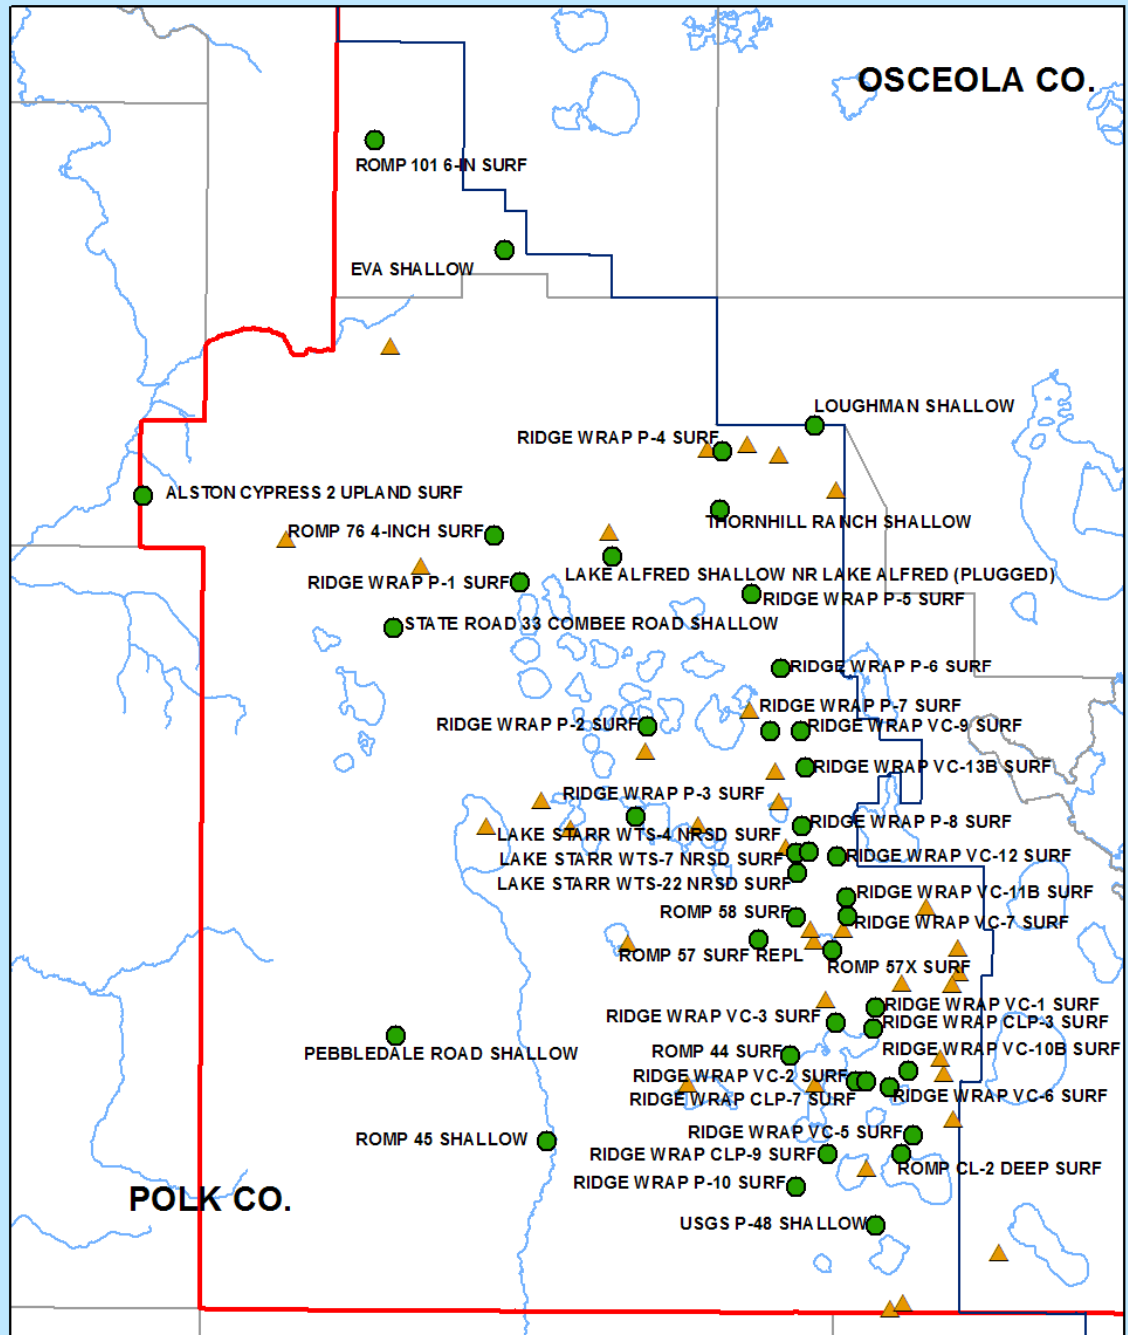 OSCEOLA CO.
ROMP 101 6-IN SURF
EVA SHALLOW
LOUGHMAN SHALLOW
RIDGE WRAP P-4 SURF
ALSTON CYPRESS 2 UPLAND SURF
THORNHILL RANCH SHALLOW
ROMP 76 4-INCH SURF
LAKE ALFRED SHALLOW NR LAKE ALFRED (PLUGGED)
RIDGE WRAP P-1 SURF
RIDGE WRAP P-5 SURF
STATE ROAD 33 COMBEE ROAD SHALLOW
RIDGE WRAP P-6 SURF
RIDGE WRAP P-7 SURF
RIDGE WRAP P-2 SURF
RIDGE WRAP VC-9 SURF
RIDGE WRAP VC-13B SURF
RIDGE WRAP P-3 SURF
RIDGE WRAP P-8 SURF
LAKE STARR WTS-4 NRSD SURF
LAKE STARR WTS-7 NRSD SURF
RIDGE WRAP VC-12 SURF
LAKE STARR WTS-22 NRSD SURF
RIDGE WRAP VC-11B SURF
ROMP 58 SURF
RIDGE WRAP VC-7 SURF
ROMP 57 SURF REPL
ROMP 57X SURF
RIDGE WRAP VC-1 SURF
RIDGE WRAP VC-3 SURF
RIDGE WRAP CLP-3 SURF
PEBBLEDALE ROAD SHALLOW
ROMP 44 SURF
RIDGE WRAP VC-10B SURF
RIDGE WRAP VC-2 SURF
RIDGE WRAP CLP-7 SURF
RIDGE WRAP VC-6 SURF
ROMP 45 SHALLOW
RIDGE WRAP VC-5 SURF
RIDGE WRAP CLP-9 SURF
ROMP CL-2 DEEP SURF
RIDGE WRAP P-10 SURF
POLK CO.
USGS P-48 SHALLOW